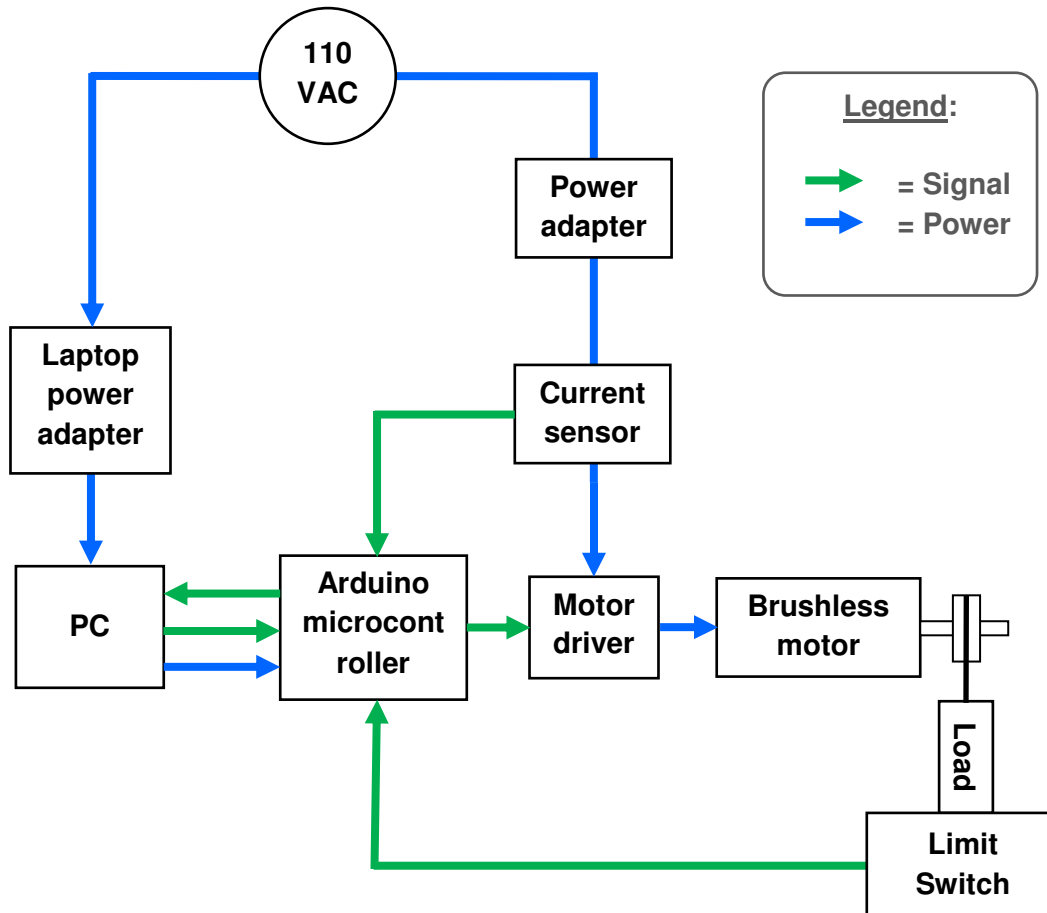 110
VAC
Legend:
= Signal
= Power
Power
adapter
Laptop
power
adapter
Current
sensor
PC
Arduino
microcont
roller
Motor
driver
Brushless
motor
Load
Limit
Switch